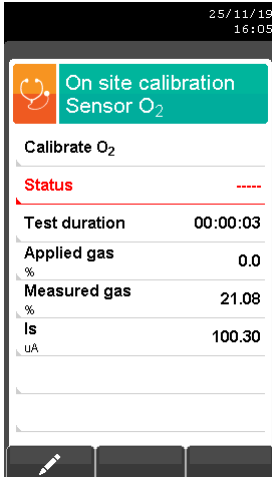 25/11/19
16:05
On site calibration
Sensor O₂
Calibrate O₂
Status -----
Test duration 00:00:03
Applied gas 0.0
%
Measured gas 21.08
%
Is 100.30
uA